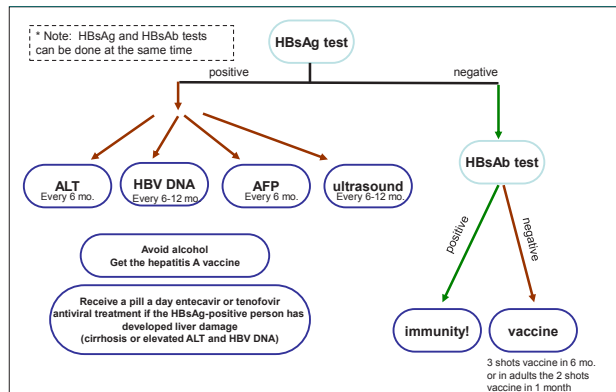 * Note: HBsAg and HBsAb tests
can be done at the same time
HBsAg test
positive
negative
HBsAb test
ALT
Every 6 mo.
HBV DNA
Every 6-12 mo.
AFP
Every 6 mo.
ultrasound
Every 6-12 mo.
positive
negative
Avoid alcohol
Get the hepatitis A vaccine
Receive a pill a day entecavir or tenofovir
antiviral treatment if the HBsAg-positive person has
developed liver damage
(cirrhosis or elevated ALT and HBV DNA)
immunity!
vaccine
3 shots vaccine in 6 mo.
or in adults the 2 shots
vaccine in 1 month